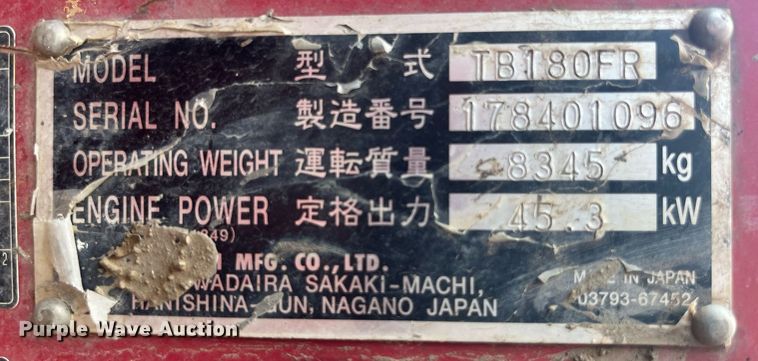 MODEL 型式 TB180FR
SERIAL NO. 製造番号 178401096
OPERATING WEIGHT 運転質量 8345 kg
ENGINE POWER 定格出力 45.3 kW
MFG. CO., LTD.
SAKAKI-MACHI,
HANISHINA-GUN, NAGANO JAPAN
MADE IN JAPAN
03793-67452
Purple Wave Auction